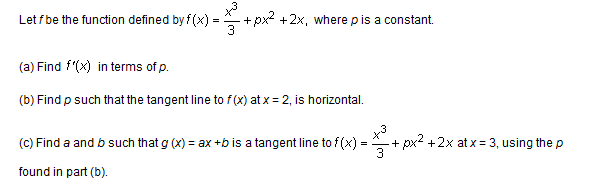 Let f be the function defined by f(x) = x³/3 + px² + 2x, where p is a constant.
(a) Find f'(x) in terms of p.
(b) Find p such that the tangent line to f (x) at x = 2, is horizontal.
(c) Find a and b such that g (x) = ax +b is a tangent line to f(x) = x³/3 + px² + 2x at x = 3, using the p
found in part (b).